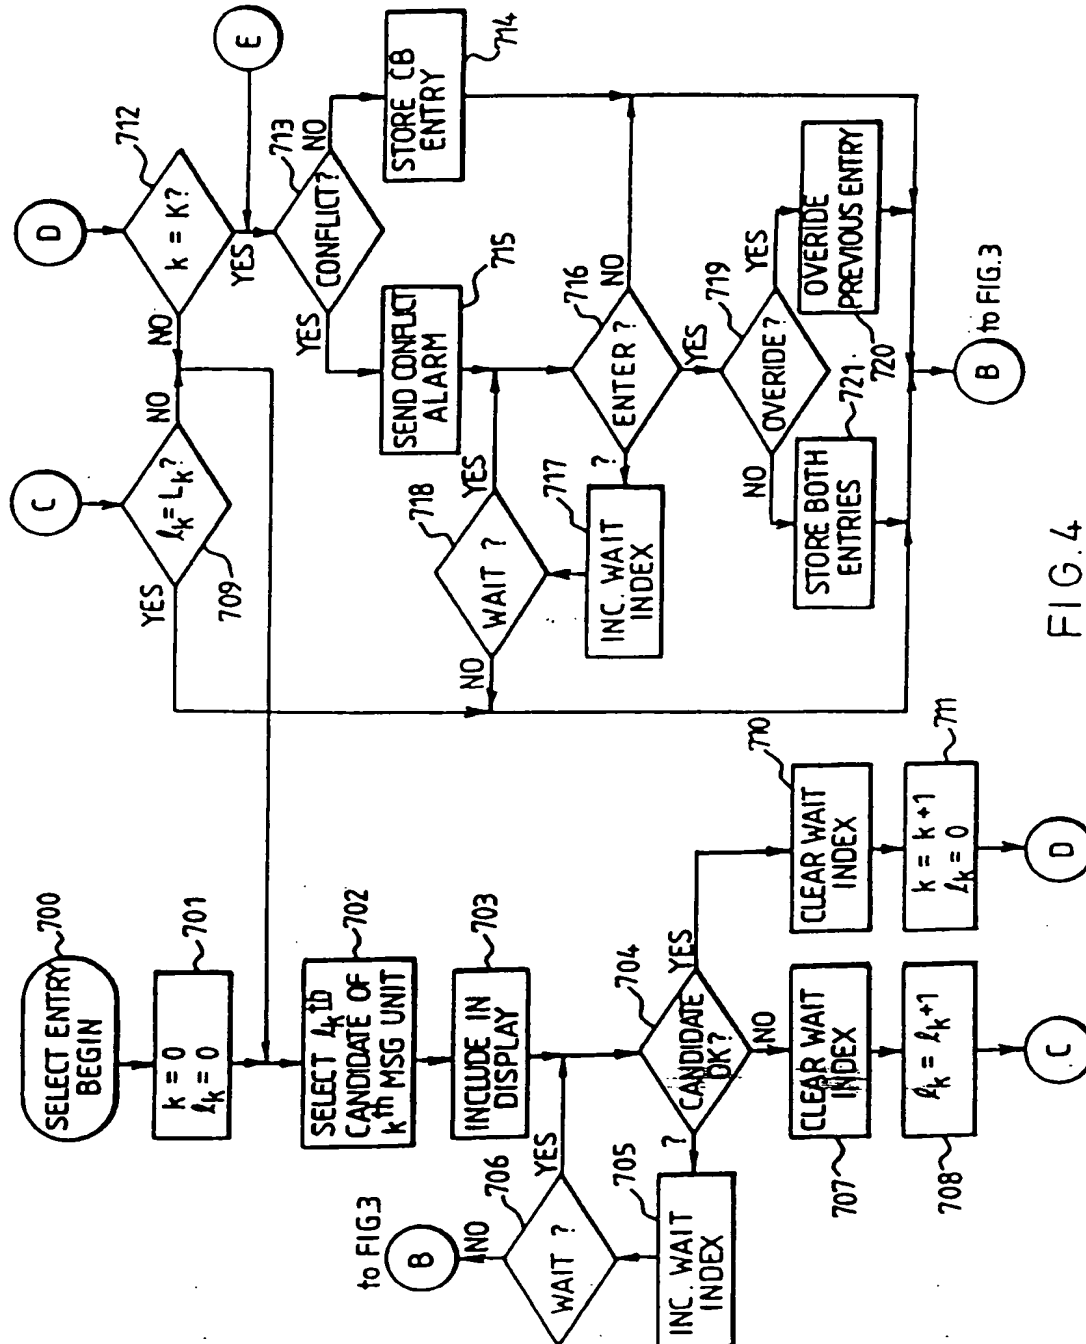 SELECT ENTRY
BEGIN
700
k = 0
ℓk = 0
701
SELECT ℓk th
CANDIDATE OF
kth MSG UNIT
702
INCLUDE IN
DISPLAY
703
CANDIDATE
OK?
704
YES
NO
?
INC. WAIT
INDEX
705
WAIT ?
706
YES
NO
B
to FIG3
CLEAR WAIT
INDEX
707
ℓk = ℓk+1
708
C
CLEAR WAIT
INDEX
710
k = k+1
ℓk = 0
711
D
C
ℓk = Lk?
709
YES
NO
D
k = K?
712
NO
YES
E
CONFLICT?
713
YES
NO
STORE CB
ENTRY
714
SEND CONFLICT
ALARM
715
ENTER ?
716
NO
YES
?
INC. WAIT
INDEX
717
WAIT ?
718
YES
NO
OVERRIDE?
719
YES
NO
OVERRIDE
PREVIOUS ENTRY
720
STORE BOTH
ENTRIES
721.
B
to FIG.3
FIG.4